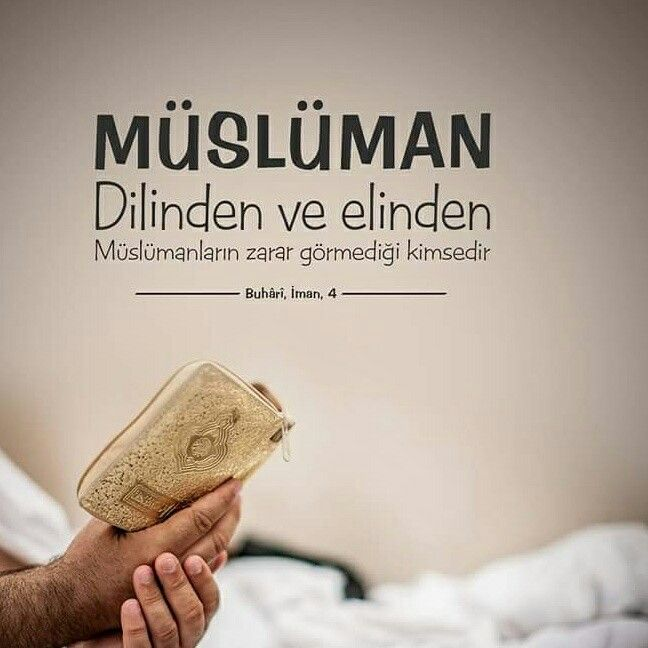 MÜSLÜMAN
Dilinden ve elinden
Müslümanların zarar görmediği kimsedir
Buhârî, İman, 4